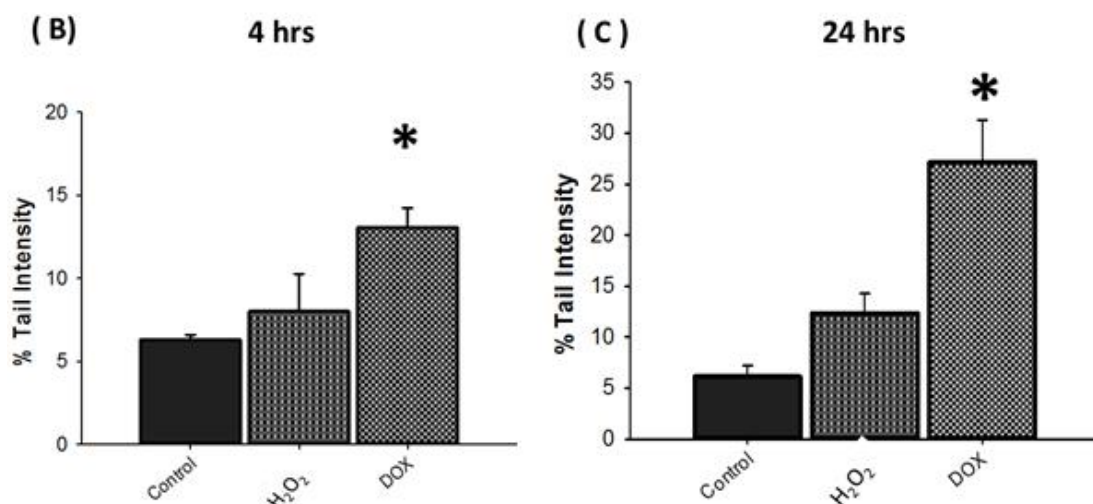 ( B)
4 hrs
% Tail Intensity
20
15
10
5
0
*
Control
H₂O₂
DOX
( C )
24 hrs
% Tail Intensity
35
30
25
20
15
10
5
0
*
Control
H₂O₂
DOX